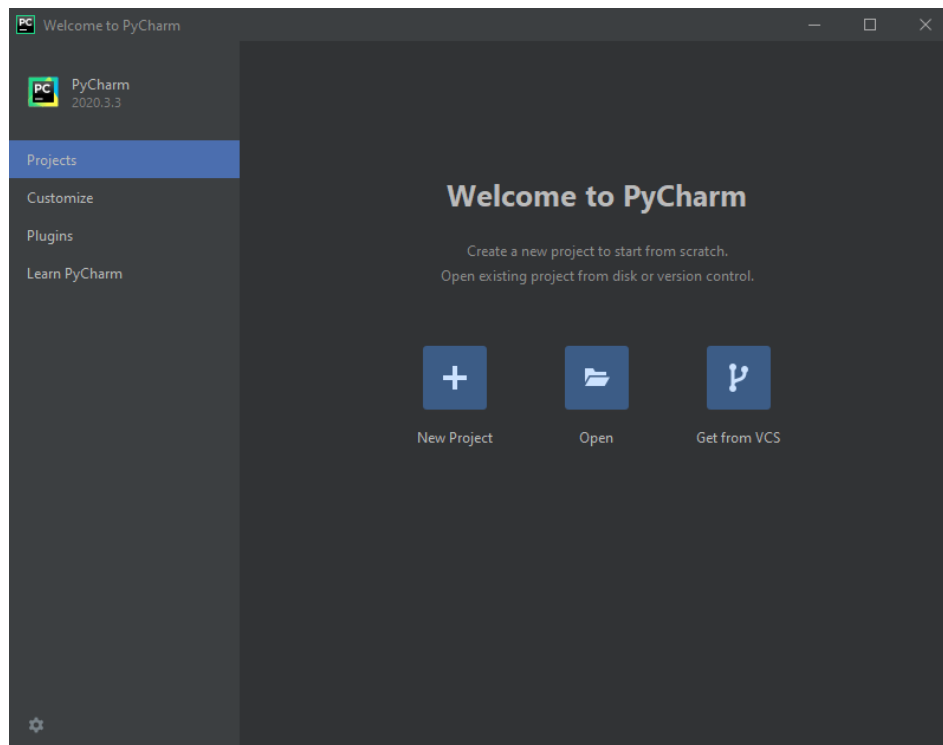 PC Welcome to PyCharm
PC PyCharm
2020.3.3
Projects
Customize
Plugins
Learn PyCharm
Welcome to PyCharm
Create a new project to start from scratch.
Open existing project from disk or version control.
New Project Open Get from VCS